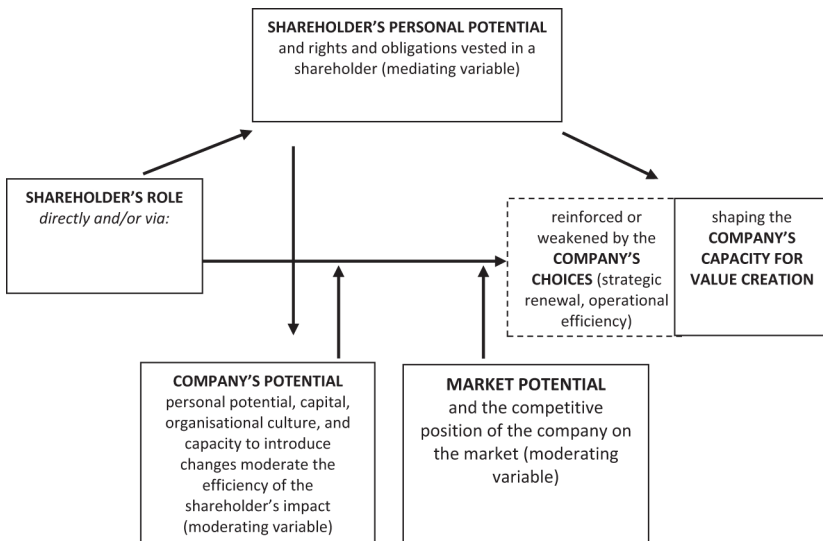 SHAREHOLDER’S PERSONAL POTENTIAL
and rights and obligations vested in a
shareholder (mediating variable)
SHAREHOLDER’S ROLE
directly and/or via:
reinforced or
weakened by the
COMPANY’S
CHOICES (strategic
renewal, operational
efficiency)
shaping the
COMPANY’S
CAPACITY FOR
VALUE CREATION
COMPANY’S POTENTIAL
personal potential, capital,
organisational culture, and
capacity to introduce
changes moderate the
efficiency of the
shareholder’s impact
(moderating variable)
MARKET POTENTIAL
and the competitive
position of the company on
the market (moderating
variable)